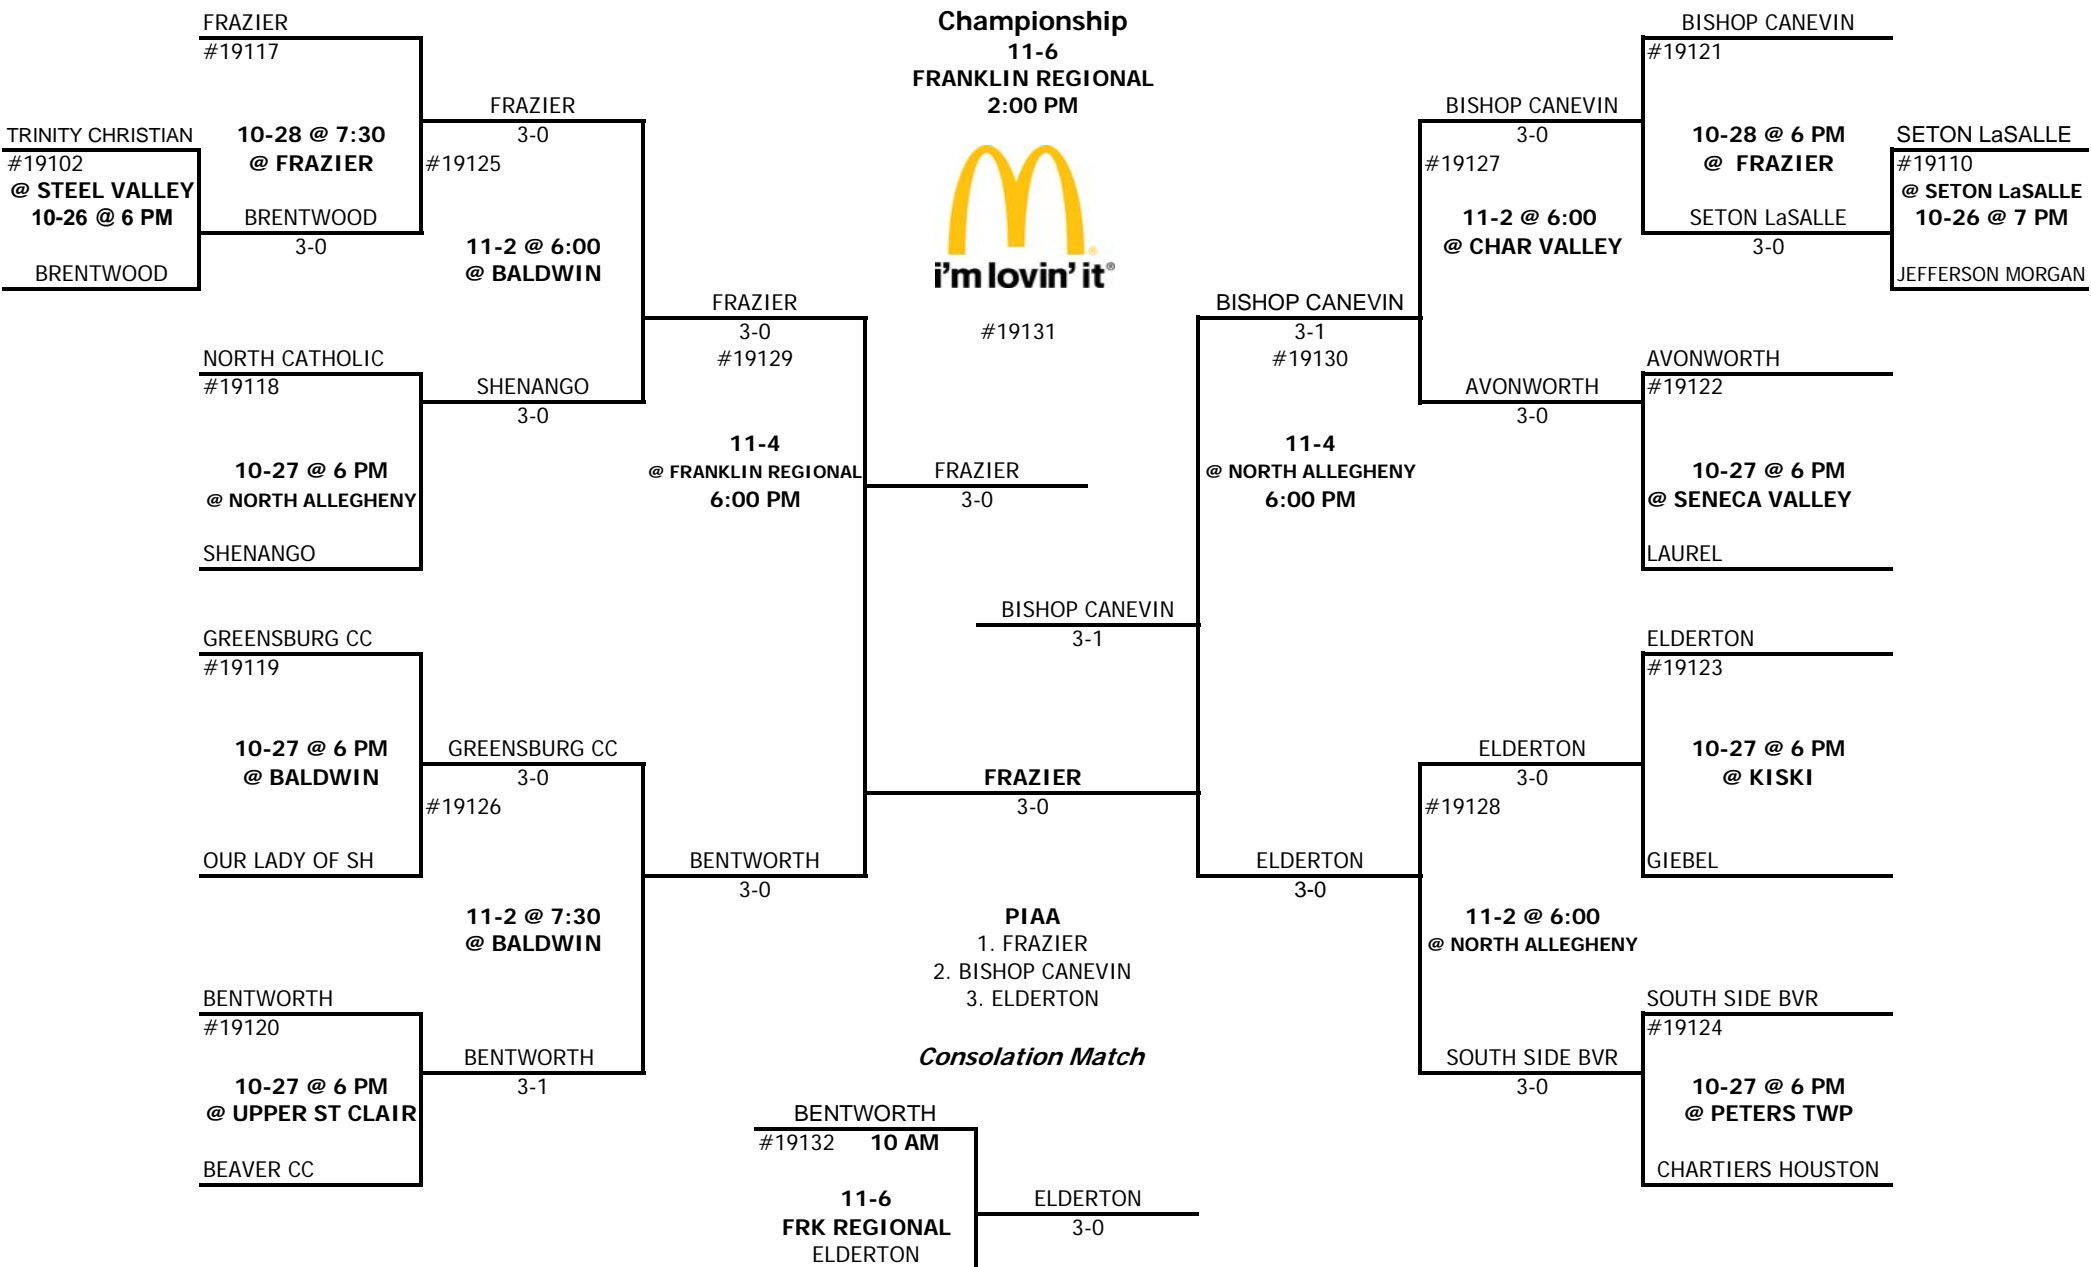 Championship
11-6
FRANKLIN REGIONAL
2:00 PM
i'm lovin' it®
#19131
TRINITY CHRISTIAN
#19102
@ STEEL VALLEY
10-26 @ 6 PM
BRENTWOOD
FRAZIER
#19117
10-28 @ 7:30
@ FRAZIER
BRENTWOOD
3-0
NORTH CATHOLIC
#19118
10-27 @ 6 PM
@ NORTH ALLEGHENY
SHENANGO
GREENSBURG CC
#19119
10-27 @ 6 PM
@ BALDWIN
OUR LADY OF SH
BENTWORTH
#19120
10-27 @ 6 PM
@ UPPER ST CLAIR
BEAVER CC
FRAZIER
3-0
#19125
11-2 @ 6:00
@ BALDWIN
SHENANGO
3-0
GREENSBURG CC
3-0
#19126
11-2 @ 7:30
@ BALDWIN
BENTWORTH
3-1
FRAZIER
3-0
#19129
11-4
@ FRANKLIN REGIONAL
6:00 PM
BENTWORTH
3-0
FRAZIER
3-0
BISHOP CANEVIN
3-1
FRAZIER
3-0
PIAA
1. FRAZIER
2. BISHOP CANEVIN
3. ELDERTON
Consolation Match
BENTWORTH
#19132 10 AM
11-6
FRK REGIONAL
ELDERTON
ELDERTON
3-0
BISHOP CANEVIN
3-1
#19130
11-4
@ NORTH ALLEGHENY
6:00 PM
ELDERTON
3-0
BISHOP CANEVIN
3-0
#19127
11-2 @ 6:00
@ CHAR VALLEY
AVONWORTH
3-0
ELDERTON
3-0
#19128
11-2 @ 6:00
@ NORTH ALLEGHENY
SOUTH SIDE BVR
3-0
BISHOP CANEVIN
#19121
10-28 @ 6 PM
@ FRAZIER
SETON LaSALLE
3-0
AVONWORTH
#19122
10-27 @ 6 PM
@ SENECA VALLEY
LAUREL
ELDERTON
#19123
10-27 @ 6 PM
@ KISKI
GIEBEL
SOUTH SIDE BVR
#19124
10-27 @ 6 PM
@ PETERS TWP
CHARTIERS HOUSTON
SETON LaSALLE
#19110
@ SETON LaSALLE
10-26 @ 7 PM
JEFFERSON MORGAN